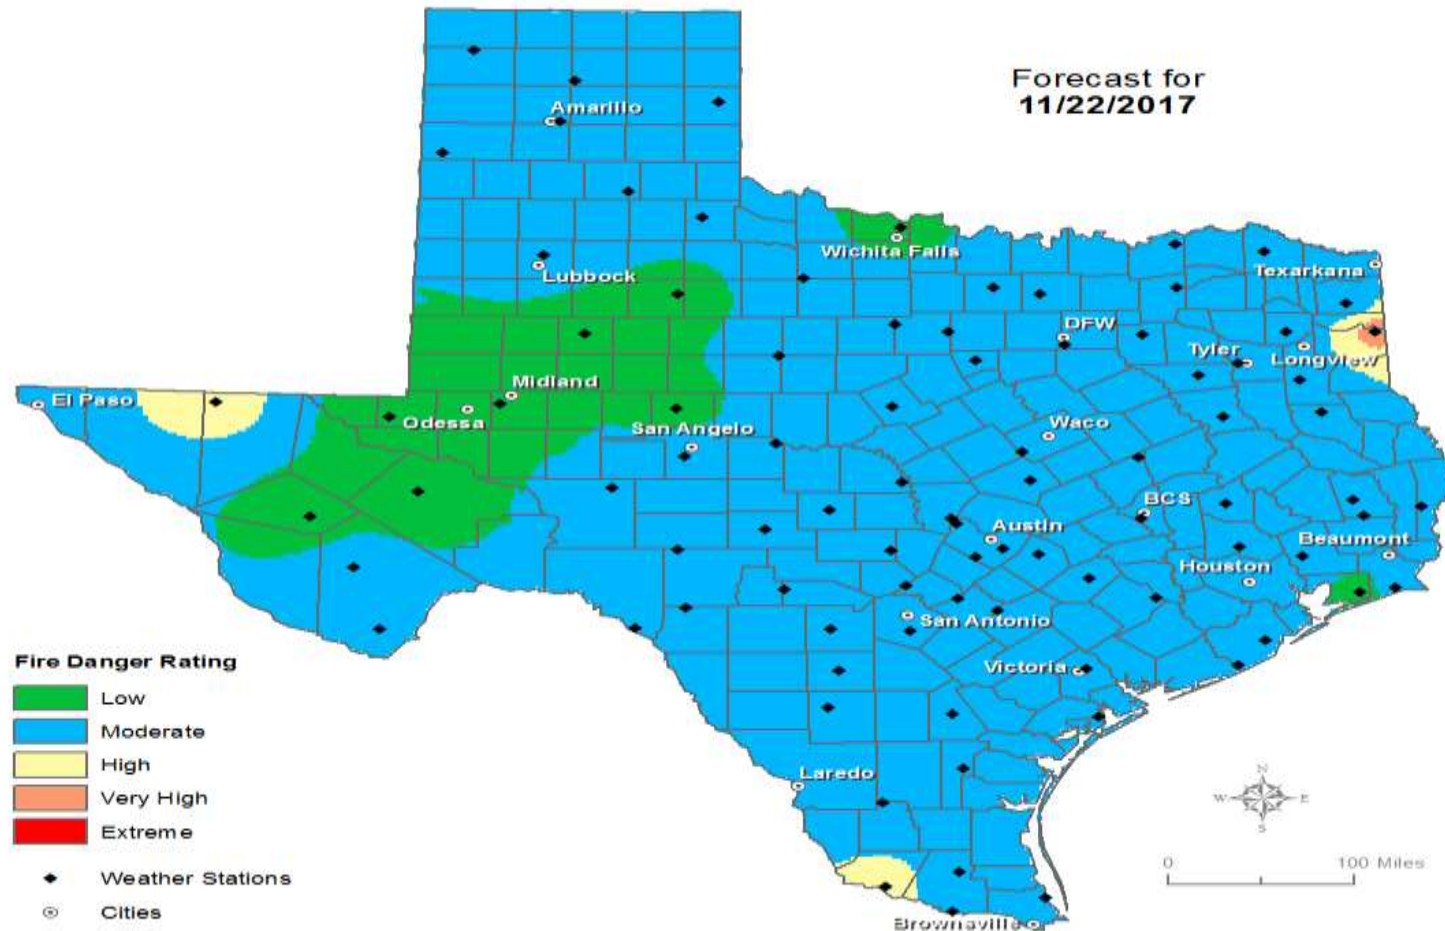 Forecast for
11/22/2017
Amarillo
Wichita Falls
Lubbock
Texarkana
DFW
Tyler
Longview
Midland
El Paso
Odessa
San Angelo
Waco
BCS
Austin
Beaumont
Houston
San Antonio
Victoria
Laredo
Brownsville
Fire Danger Rating
Low
Moderate
High
Very High
Extreme
Weather Stations
Cities
N
W E
S
0 100 Miles